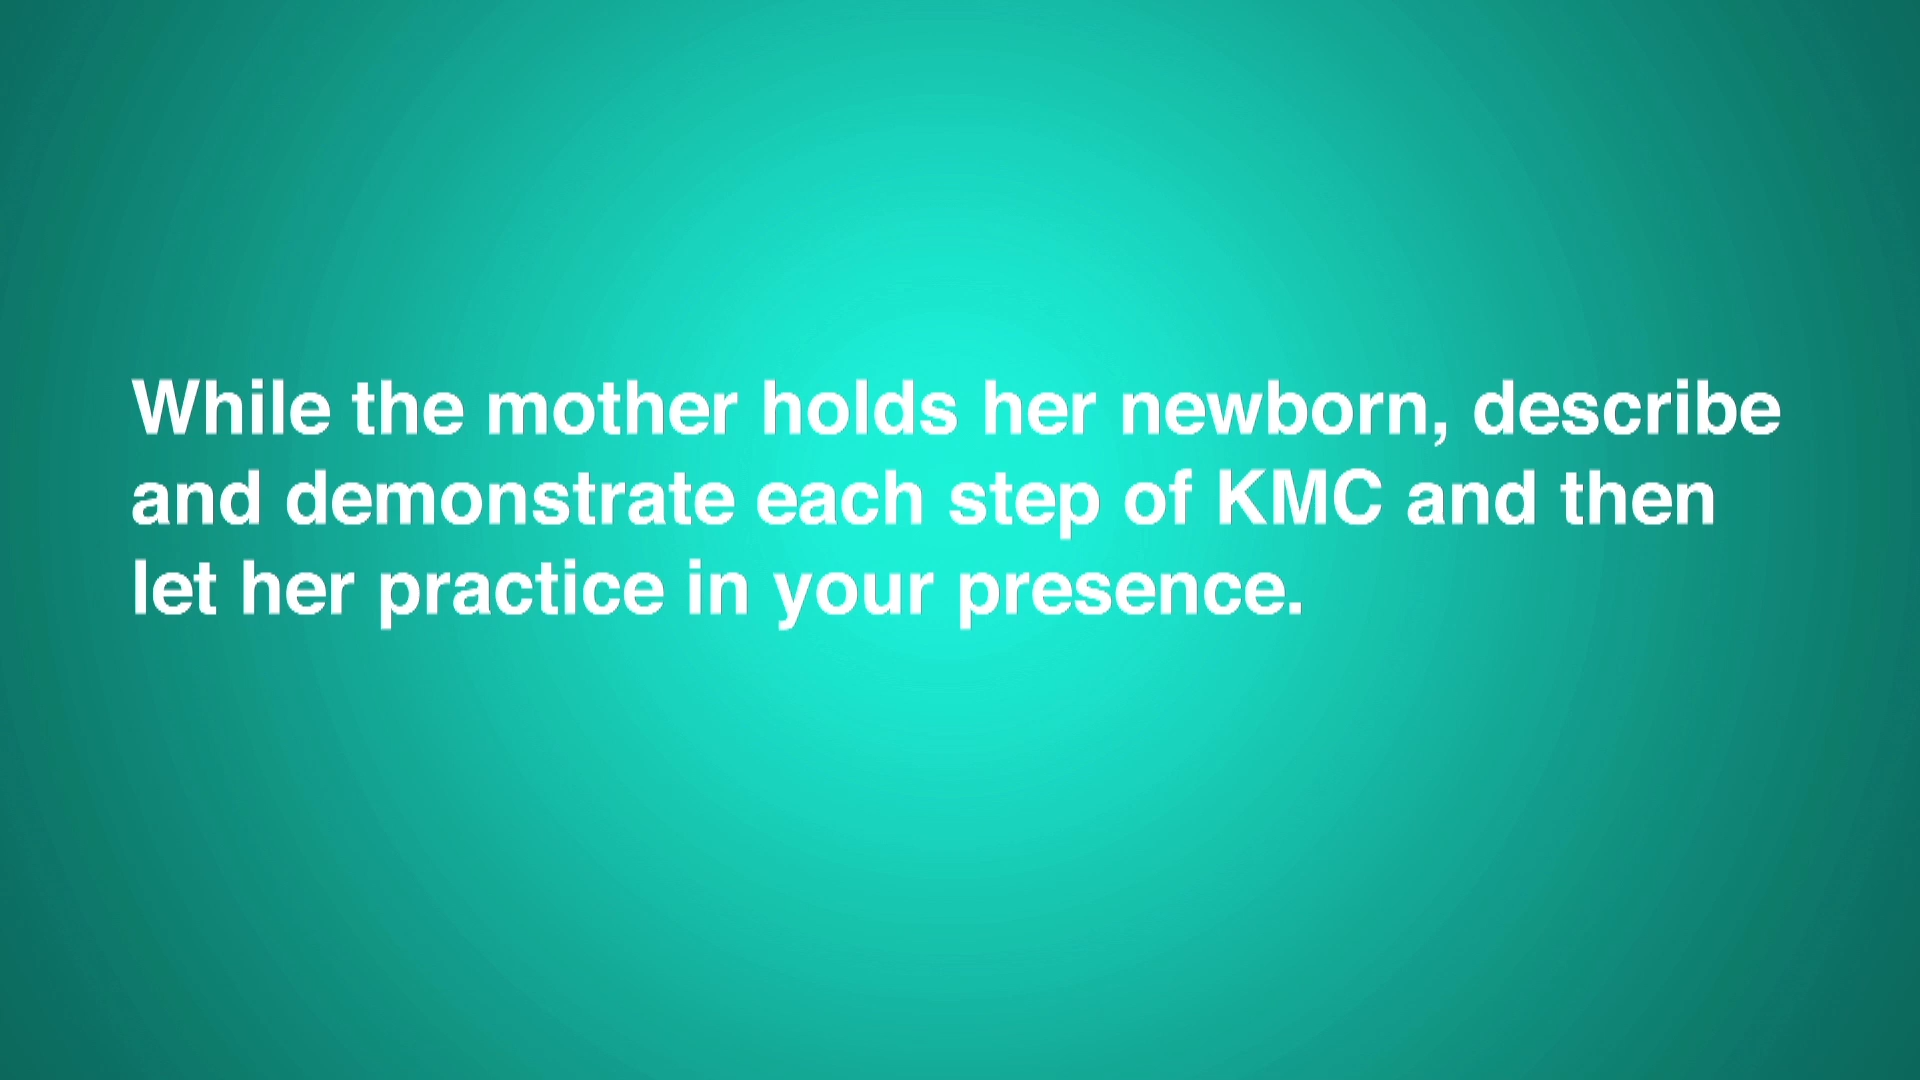 While the mother holds her newborn, describe
and demonstrate each step of KMC and then
let her practice in your presence.